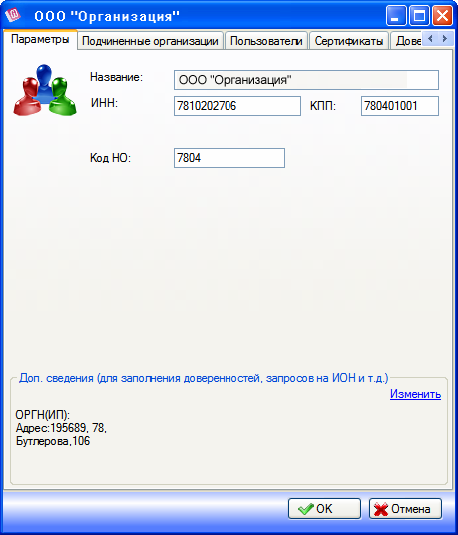 ООО "Организация"
Параметры Подчиненные организации Пользователи Сертификаты Дове
Название: ООО "Организация"
ИНН: 7810202706 КПП: 780401001
Код НО: 7804
Доп. сведения (для заполнения доверенностей, запросов на ИОН и т.д.)
Изменить
ОРГН(ИП):
Адрес:195689, 78,
Бутлерова,106
OK Отмена